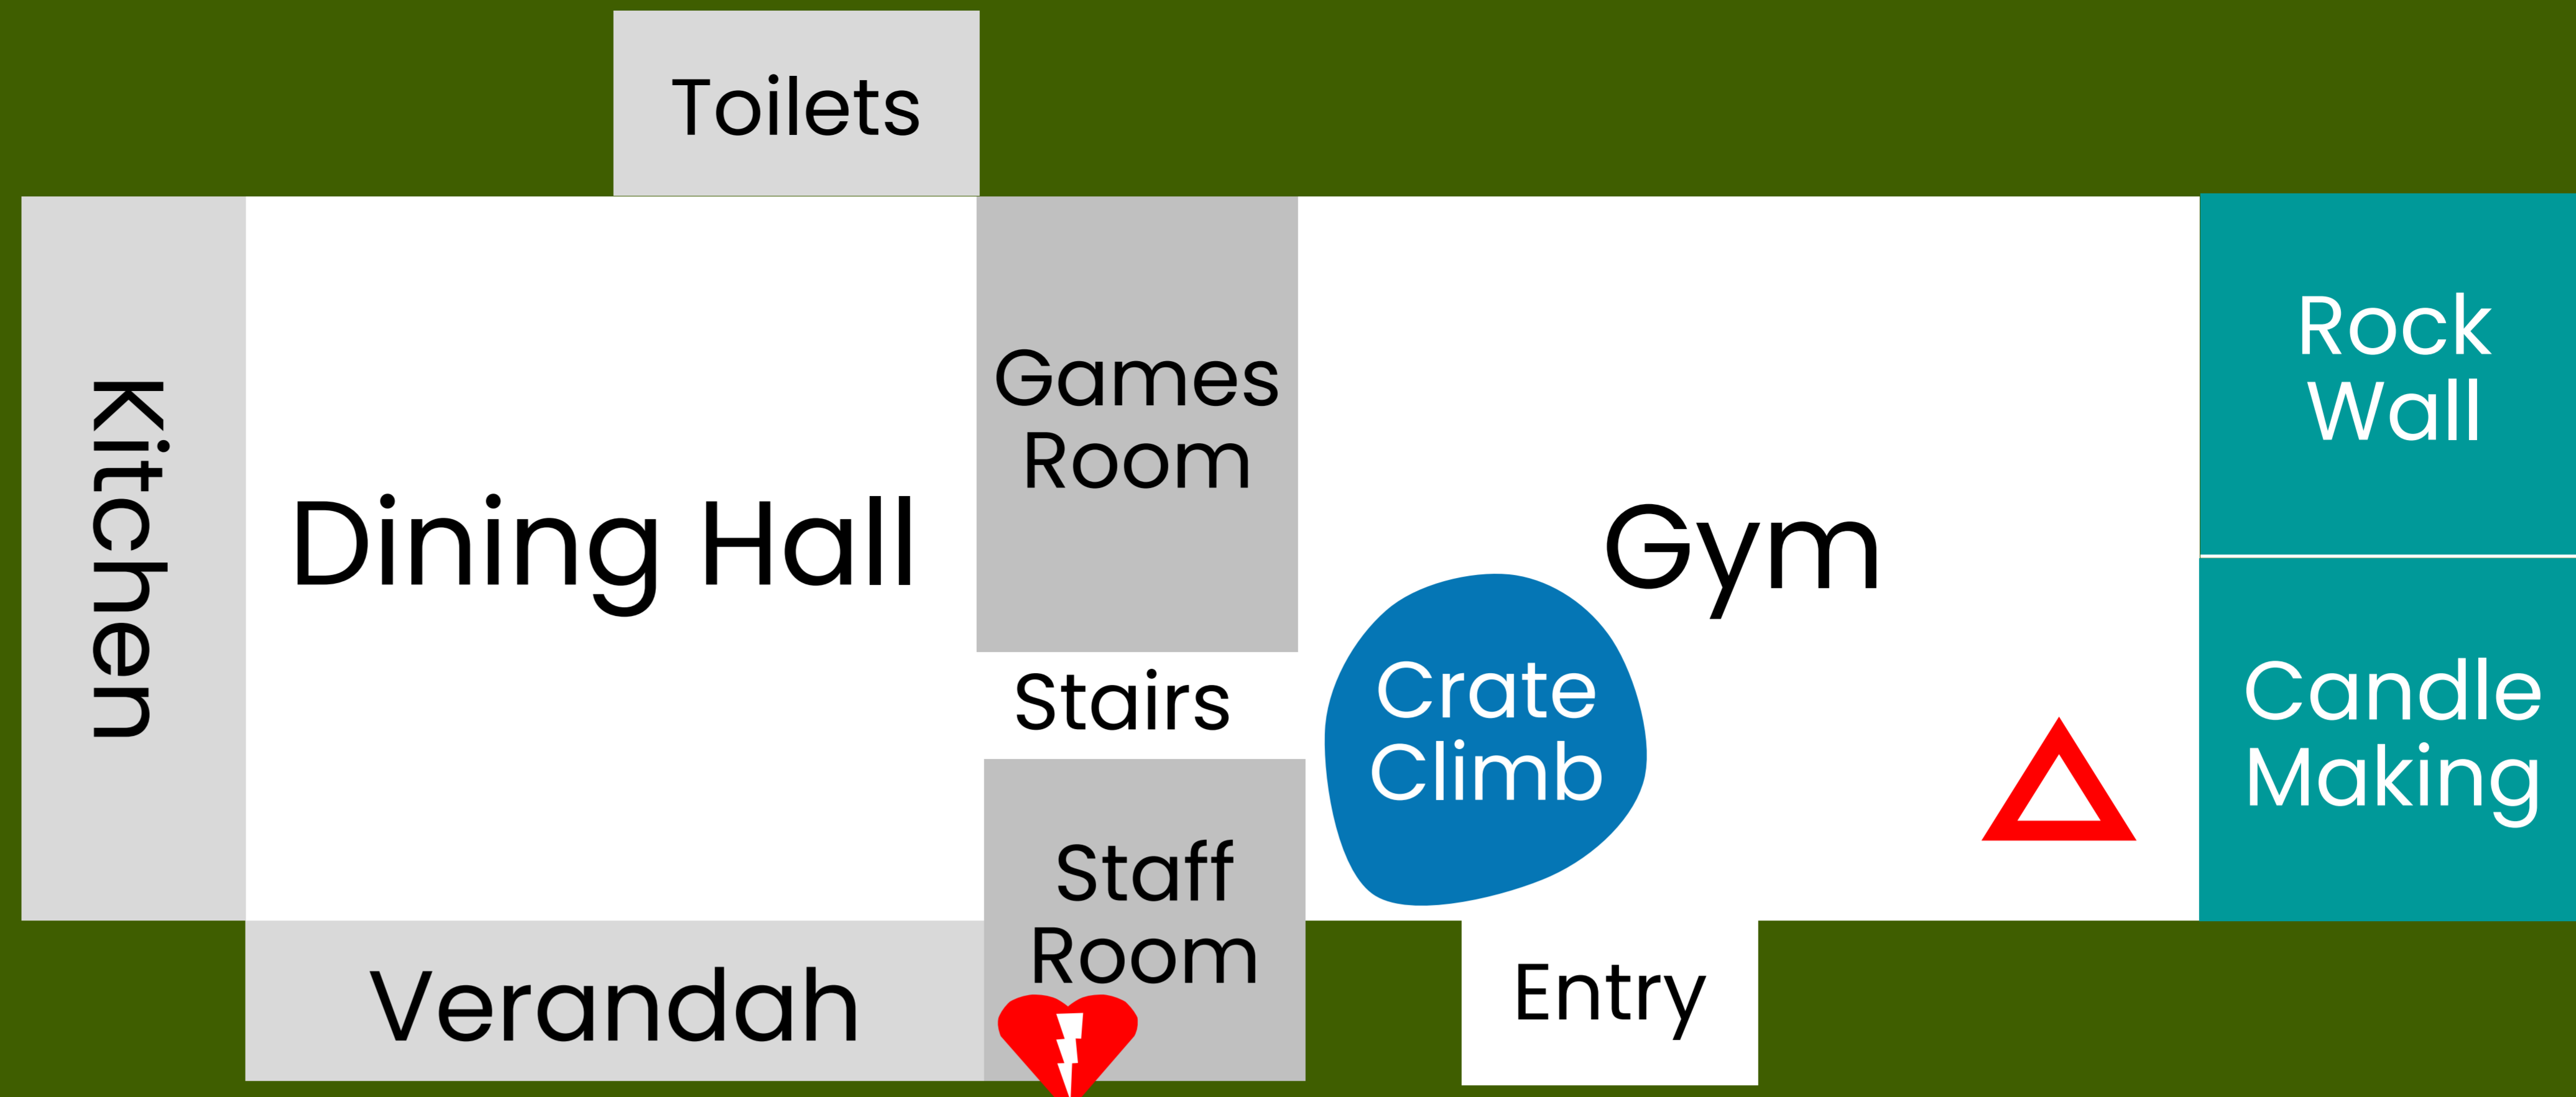 Toilets
Kitchen
Dining Hall
Games
Room
Stairs
Staff
Room
Verandah
Gym
Crate
Climb
Entry
Rock
Wall
Candle
Making